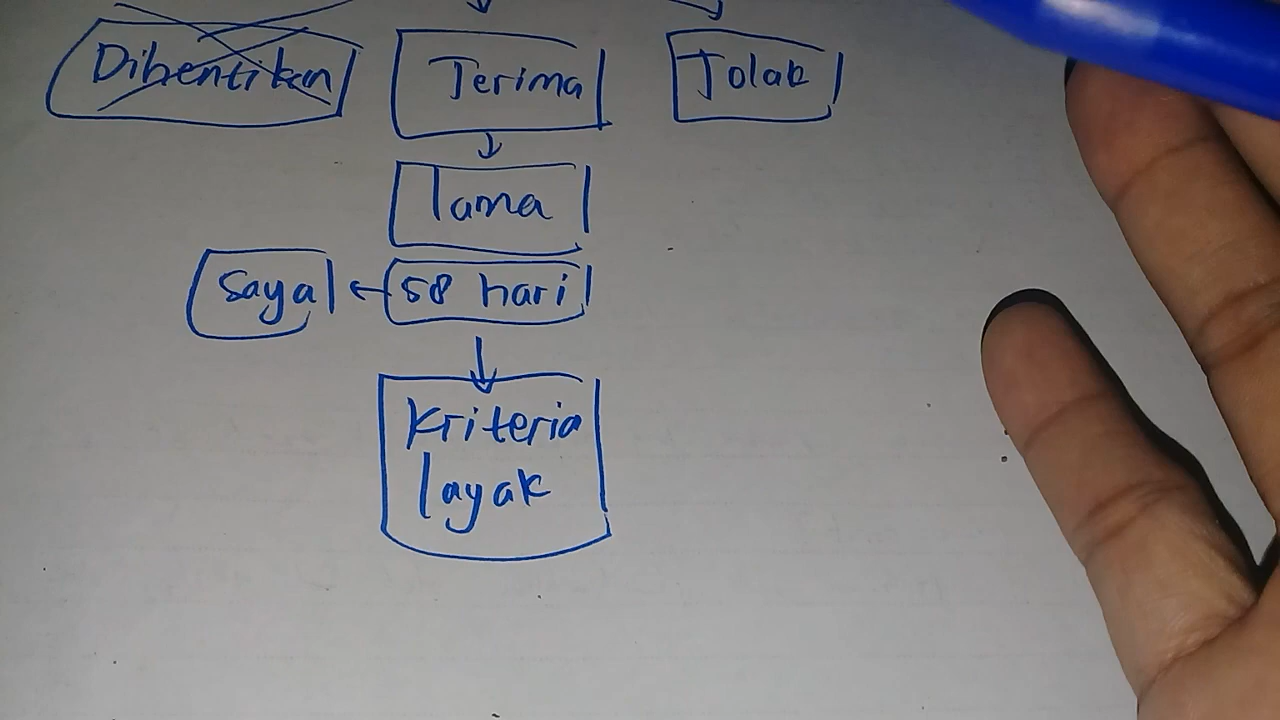 Dihentikan
Terima
Tolak
lama
Saya
58 hari
Kriteria
layak